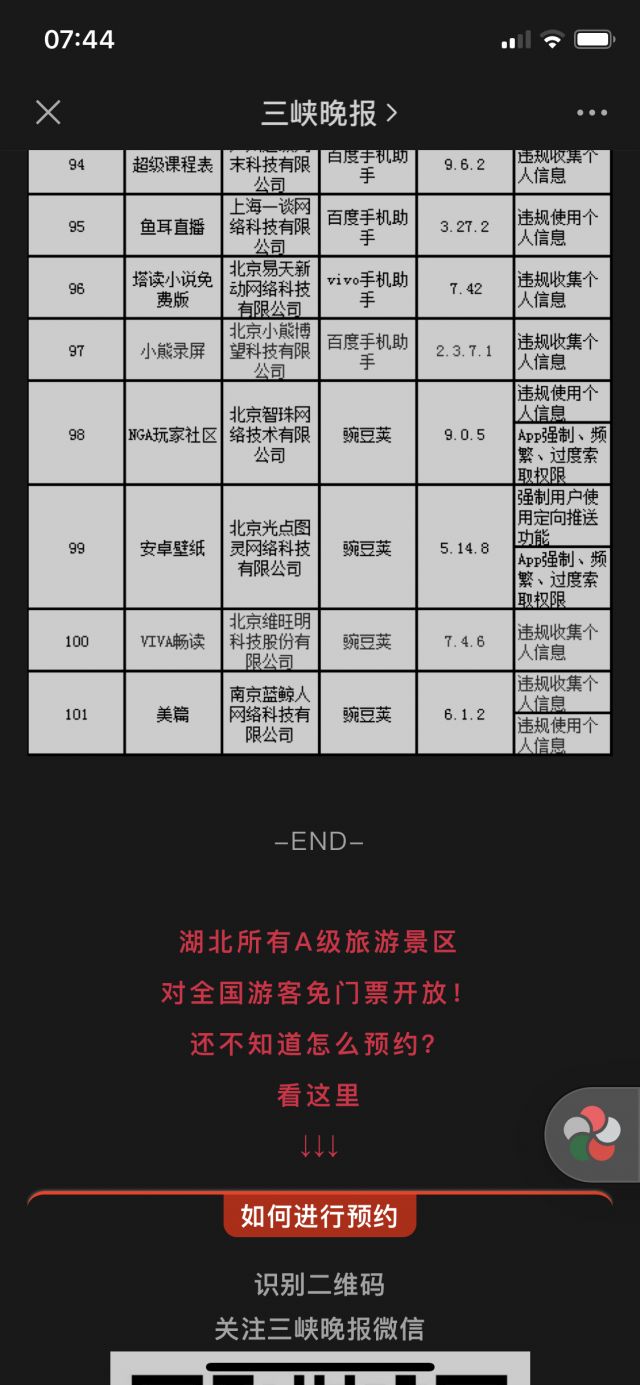 07:44
三峡晚报
94
超级课程表
末科技有限
公司
百度手机助
手
9.6.2
违规收集个
人信息
95
鱼耳直播
上海一谈网
络科技有限
公司
百度手机助
手
3.27.2
违规使用个
人信息
96
塔读小说免
费版
北京易天新
动网络科技
有限公司
vivo手机助
手
7.42
违规收集个
人信息
97
小熊录屏
北京小熊博
望科技有限
公司
百度手机助
手
2.3.7.1
违规收集个
人信息
98
NGA玩家社区
北京智珠网
络技术有限
公司
豌豆荚
9.0.5
违规使用个
人信息
App强制、频
繁、过度索
取权限
99
安卓壁纸
北京光点图
灵网络科技
有限公司
豌豆荚
5.14.8
强制用户使
用定向推送
功能
App强制、频
繁、过度索
取权限
100
VIVA畅读
北京维旺明
科技股份有
限公司
豌豆荚
7.4.6
违规收集个
人信息
101
美篇
南京蓝鲸人
网络科技有
限公司
豌豆荚
6.1.2
违规收集个
人信息
违规使用个
人信息
–END–
湖北所有A级旅游景区
对全国游客免门票开放！
还不知道怎么预约？
看这里
↓↓↓
如何进行预约
识别二维码
关注三峡晚报微信